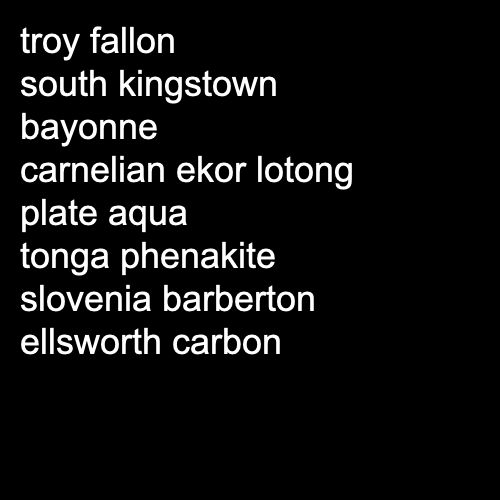 troy fallon
south kingstown
bayonne
carnelian ekor lotong
plate aqua
tonga phenakite
slovenia barberton
ellsworth carbon